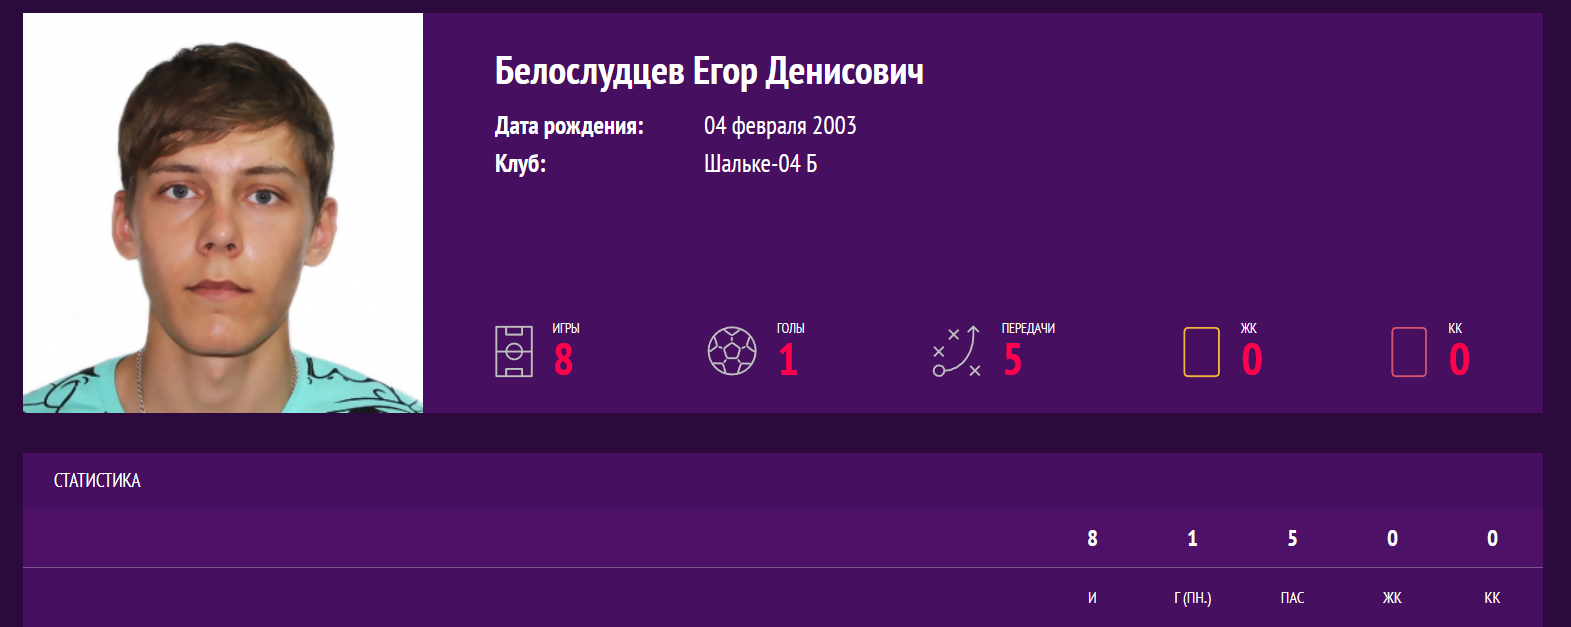 Белослудцев Егор Денисович
Дата рождения: 04 февраля 2003
Клуб: Шальке-04 Б
ИГРЫ ГОЛЫ ПЕРЕДАЧИ ЖК КК
8 1 5 0 0
СТАТИСТИКА
8 1 5 0 0
И Г (ПН.) ПАС ЖК КК